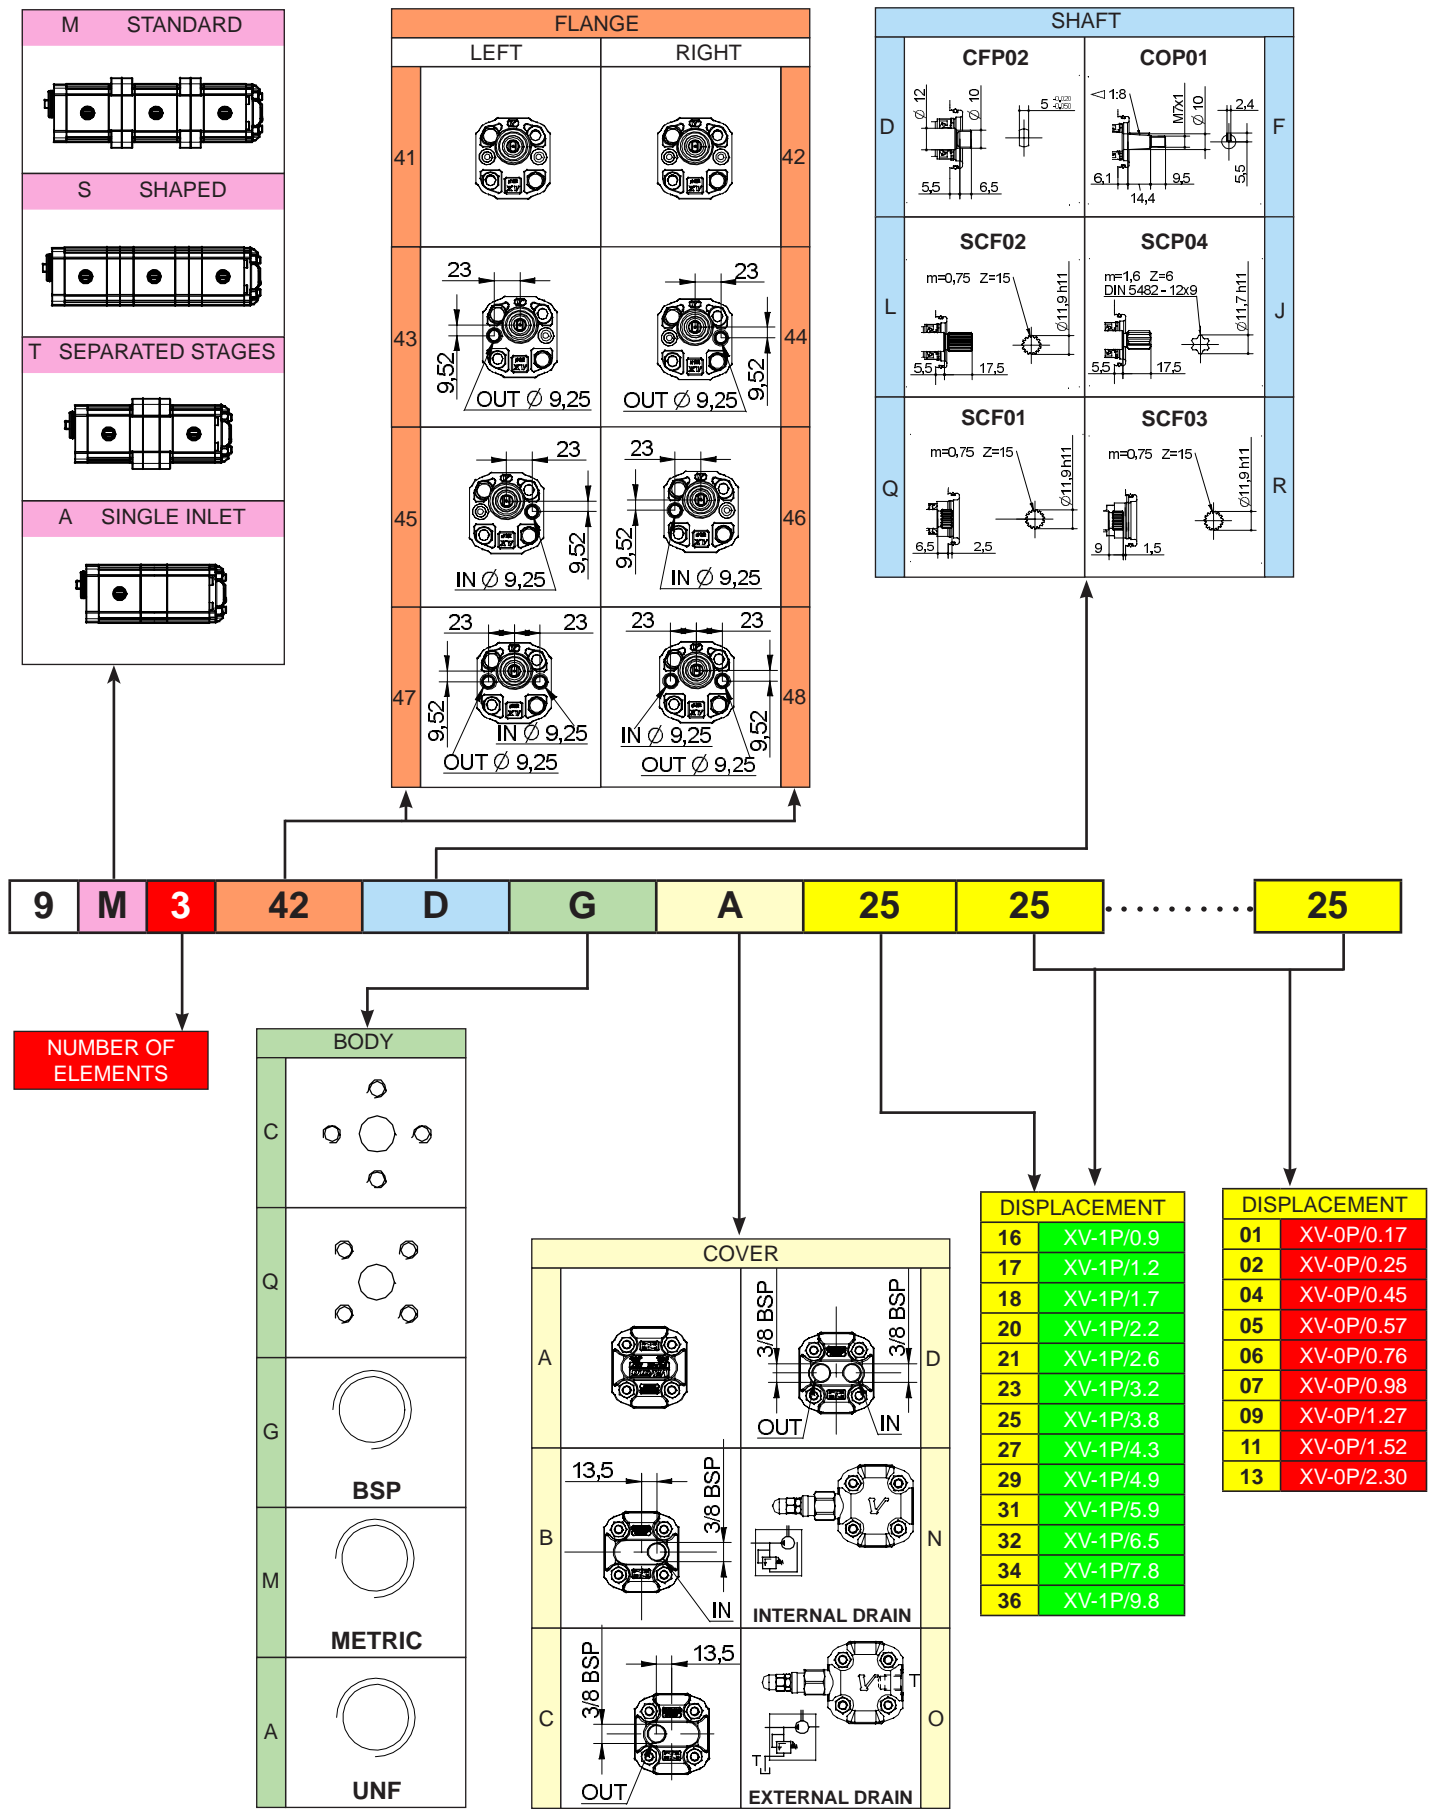 M STANDARD
S SHAPED
T SEPARATED STAGES
A SINGLE INLET
FLANGE
LEFT RIGHT
41 42
43 23 9,52 OUT Ø 9,25
23 9,52 OUT Ø 9,25 44
45 23 9,52 IN Ø 9,25
23 9,52 IN Ø 9,25 46
47 23 23 9,52 IN Ø 9,25
OUT Ø 9,25
23 23 9,52 IN Ø 9,25
OUT Ø 9,25 48
SHAFT
D CFP02
Ø 12 Ø 10 5 -0,020 -0,050
5,5 6,5
COP01 F
1:8 M7x1 Ø 10 2,4
6,1 9,5 5,5
14,4
L SCF02
m=0,75 Z=15 Ø11,9 h11
5,5 17,5
SCP04 J
m=1,6 Z=6
DIN 5482 - 12x9 Ø11,7 h11
5,5 17,5
Q SCF01
m=0,75 Z=15 Ø11,9 h11
6,5 2,5
SCF03 R
m=0,75 Z=15 Ø11,9 h11
9 1,5
9 M 3 42 D G A 25 25 .......... 25
NUMBER OF
ELEMENTS
BODY
C
Q
G
BSP
M
METRIC
A
UNF
COVER
A
3/8 BSP 3/8 BSP D
OUT IN
B 13,5 3/8 BSP
IN
N
INTERNAL DRAIN
C 3/8 BSP 13,5
OUT
T O
T
EXTERNAL DRAIN
DISPLACEMENT
16 XV-1P/0.9
17 XV-1P/1.2
18 XV-1P/1.7
20 XV-1P/2.2
21 XV-1P/2.6
23 XV-1P/3.2
25 XV-1P/3.8
27 XV-1P/4.3
29 XV-1P/4.9
31 XV-1P/5.9
32 XV-1P/6.5
34 XV-1P/7.8
36 XV-1P/9.8
DISPLACEMENT
01 XV-0P/0.17
02 XV-0P/0.25
04 XV-0P/0.45
05 XV-0P/0.57
06 XV-0P/0.76
07 XV-0P/0.98
09 XV-0P/1.27
11 XV-0P/1.52
13 XV-0P/2.30